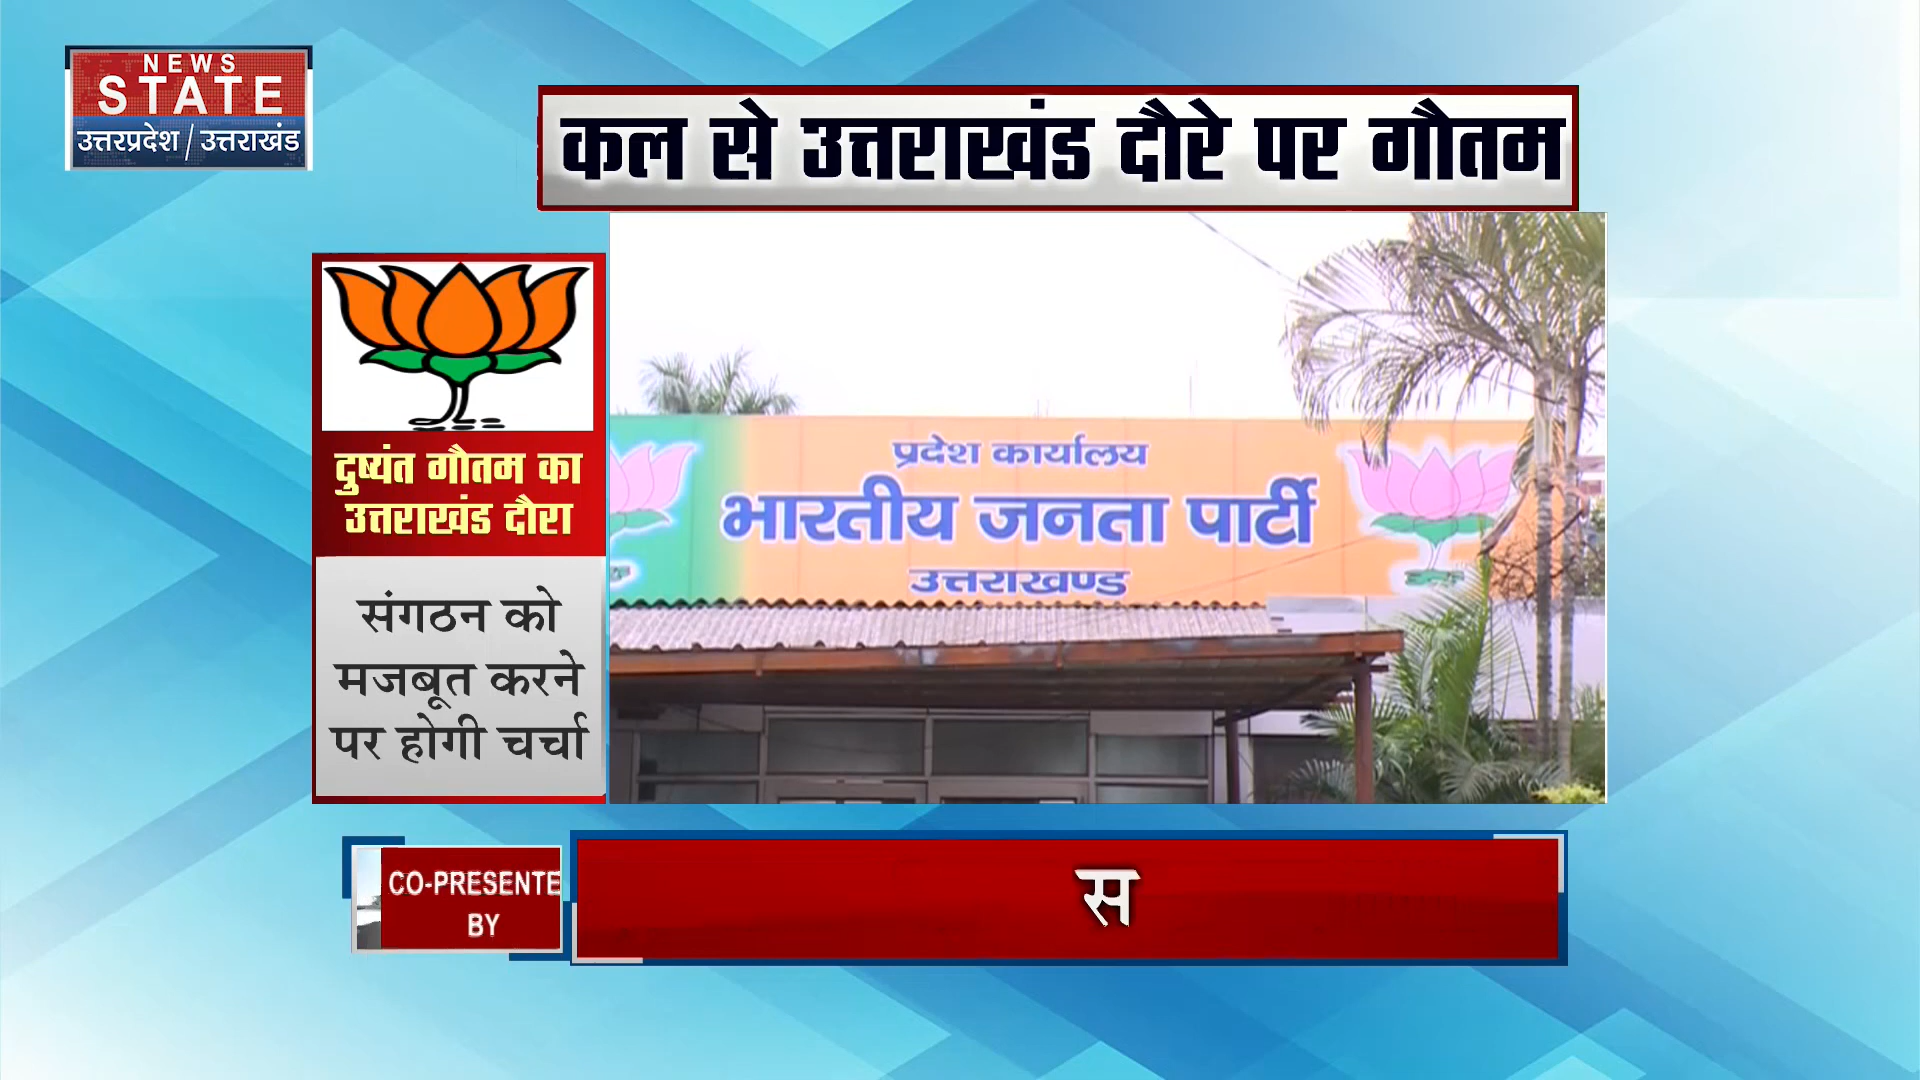 NEWS
STATE
उत्तरप्रदेश / उत्तराखंड
कल से उत्तराखंड दौरे पर गौतम
दुष्यंत गौतम का
उत्तराखंड दौरा
संगठन को
मजबूत करने
पर होगी चर्चा
प्रदेश कार्यालय
भारतीय जनता पार्टी
उत्तराखण्ड
CO-PRESENTE
BY
स